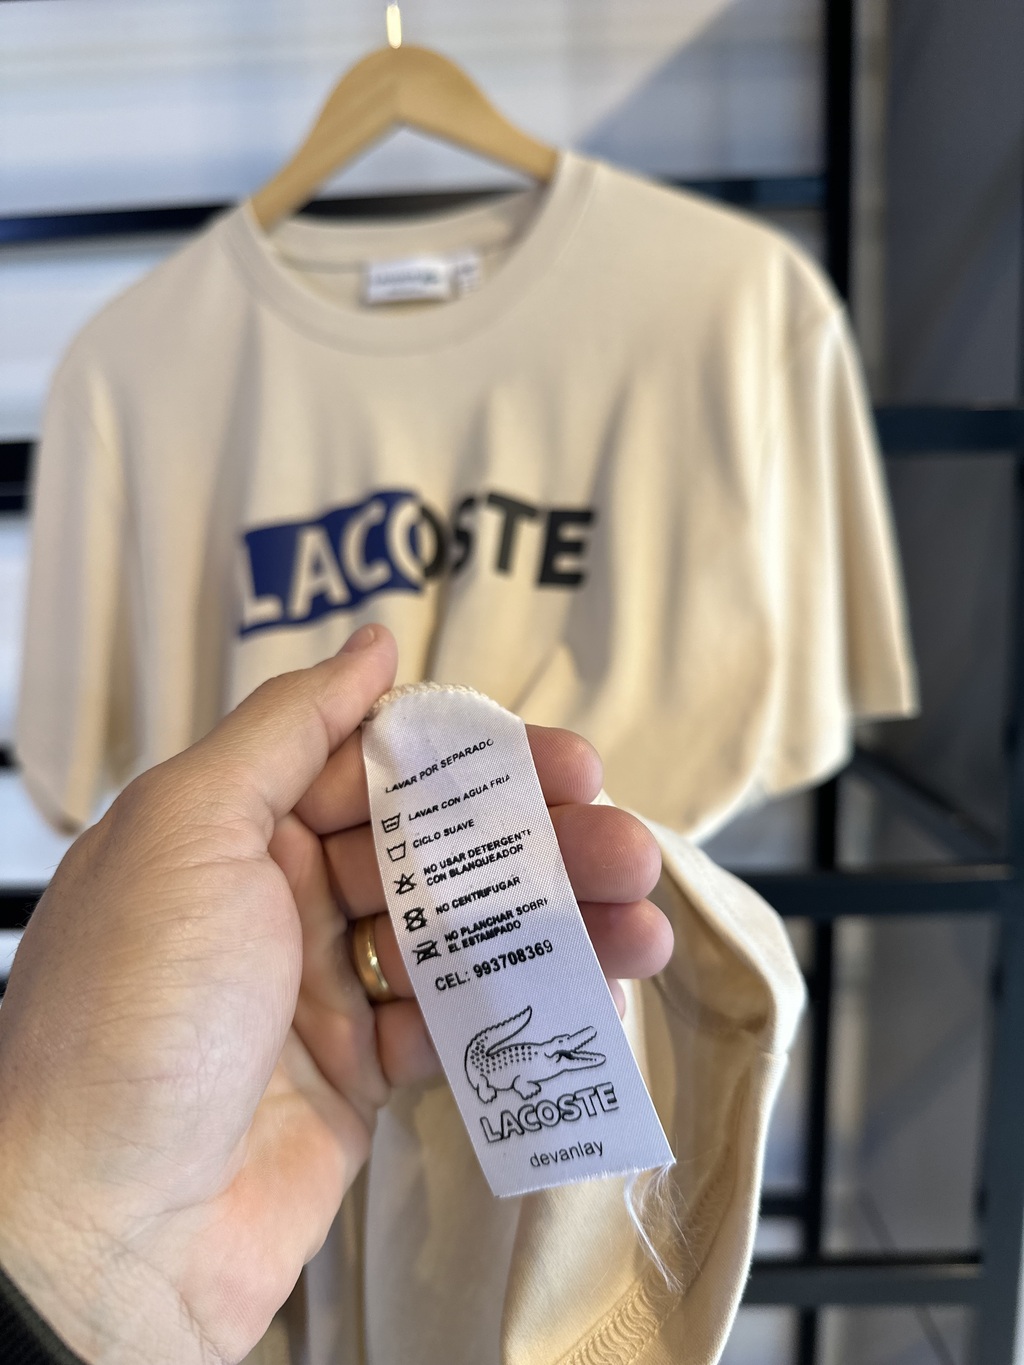 LACOSTE
LAVAR POR SEPARADO
LAVAR CON AGUA FRIA
CICLO SUAVE
NO USAR DETERGENTE
CON BLANQUEADOR
NO CENTRIFUGAR
NO PLANCHAR SOBRE
EL ESTAMPADO
CEL: 993708369
LACOSTE
devanlay